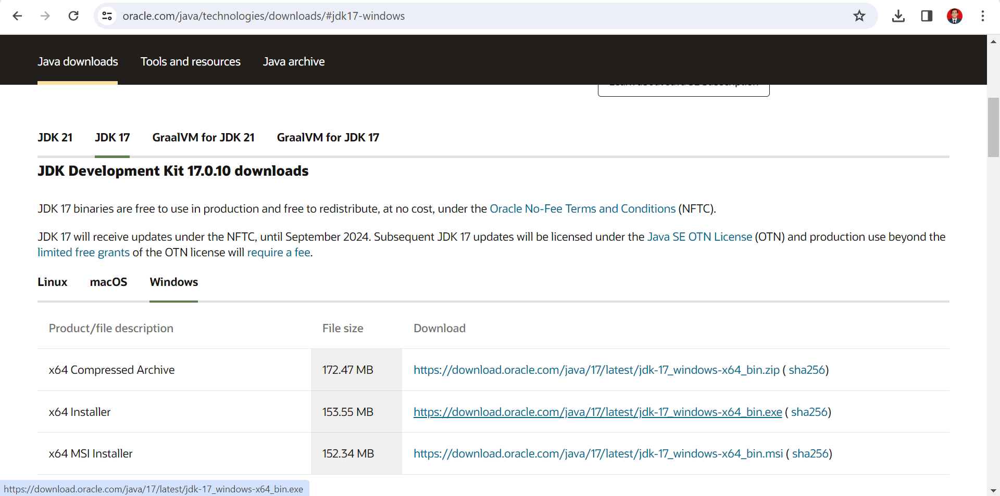 oracle.com/java/technologies/downloads/#jdk17-windows
Java downloads Tools and resources Java archive
JDK 21 JDK 17 GraalVM for JDK 21 GraalVM for JDK 17
JDK Development Kit 17.0.10 downloads
JDK 17 binaries are free to use in production and free to redistribute, at no cost, under the Oracle No-Fee Terms and Conditions (NFTC).
JDK 17 will receive updates under the NFTC, until September 2024. Subsequent JDK 17 updates will be licensed under the Java SE OTN License (OTN) and production use beyond the
limited free grants of the OTN license will require a fee.
Linux macOS Windows
Product/file description File size Download
x64 Compressed Archive 172.47 MB https://download.oracle.com/java/17/latest/jdk-17_windows-x64_bin.zip ( sha256)
x64 Installer 153.55 MB https://download.oracle.com/java/17/latest/jdk-17_windows-x64_bin.exe ( sha256)
x64 MSI Installer 152.34 MB https://download.oracle.com/java/17/latest/jdk-17_windows-x64_bin.msi ( sha256)
https://download.oracle.com/java/17/latest/jdk-17_windows-x64_bin.exe